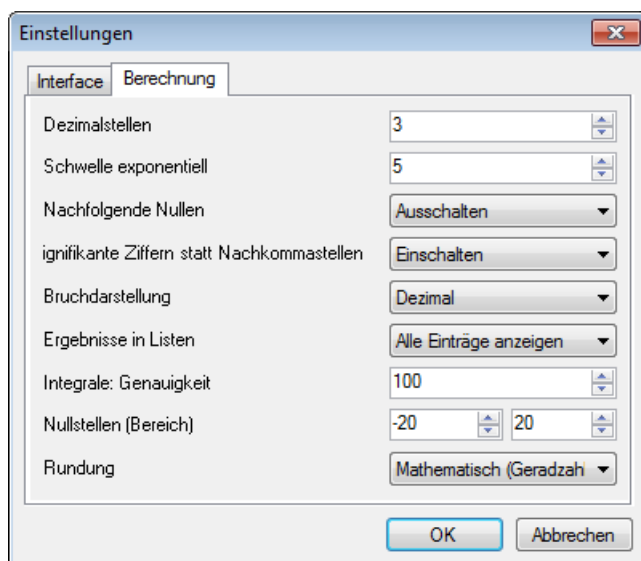 Einstellungen
Interface Berechnung
Dezimalstellen 3
Schwelle exponentiell 5
Nachfolgende Nullen Ausschalten
ignifikante Ziffern statt Nachkommastellen Einschalten
Bruchdarstellung Dezimal
Ergebnisse in Listen Alle Einträge anzeigen
Integrale: Genauigkeit 100
Nullstellen (Bereich) -20 20
Rundung Mathematisch (Geradzahl
OK Abbrechen